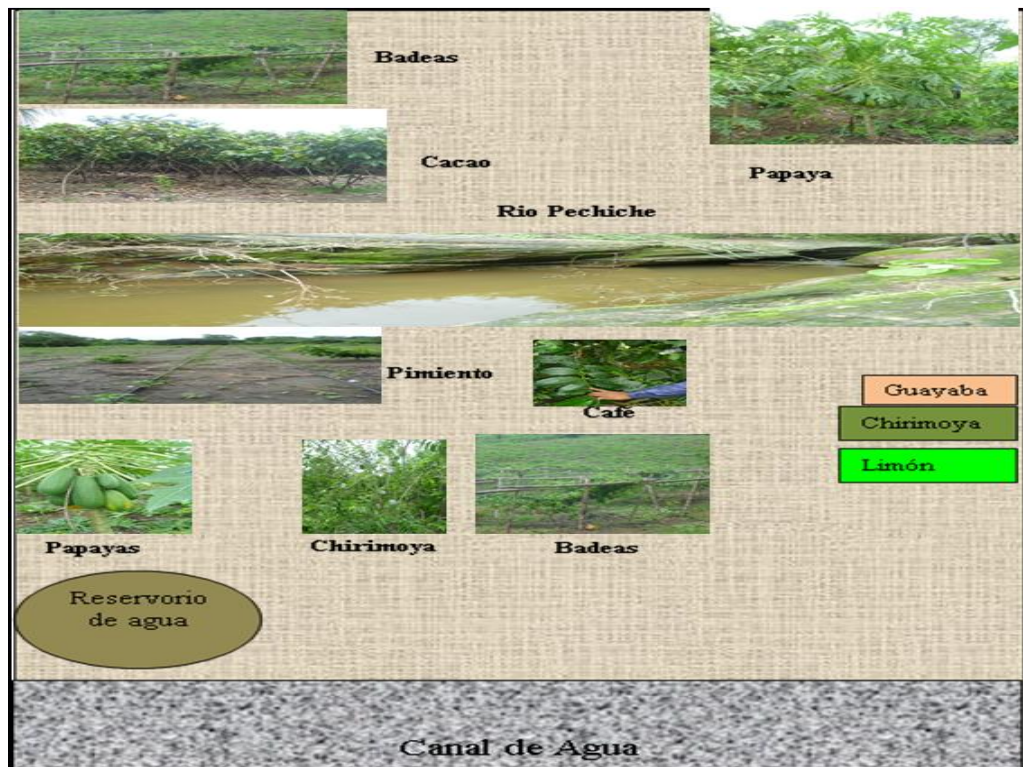 Badeas
Cacao
Papaya
Rio Pechiche
Pimiento
Café
Guayaba
Chirimoya
Limón
Papayas
Chirimoya
Badeas
Reservorio
de agua
Canal de Agua